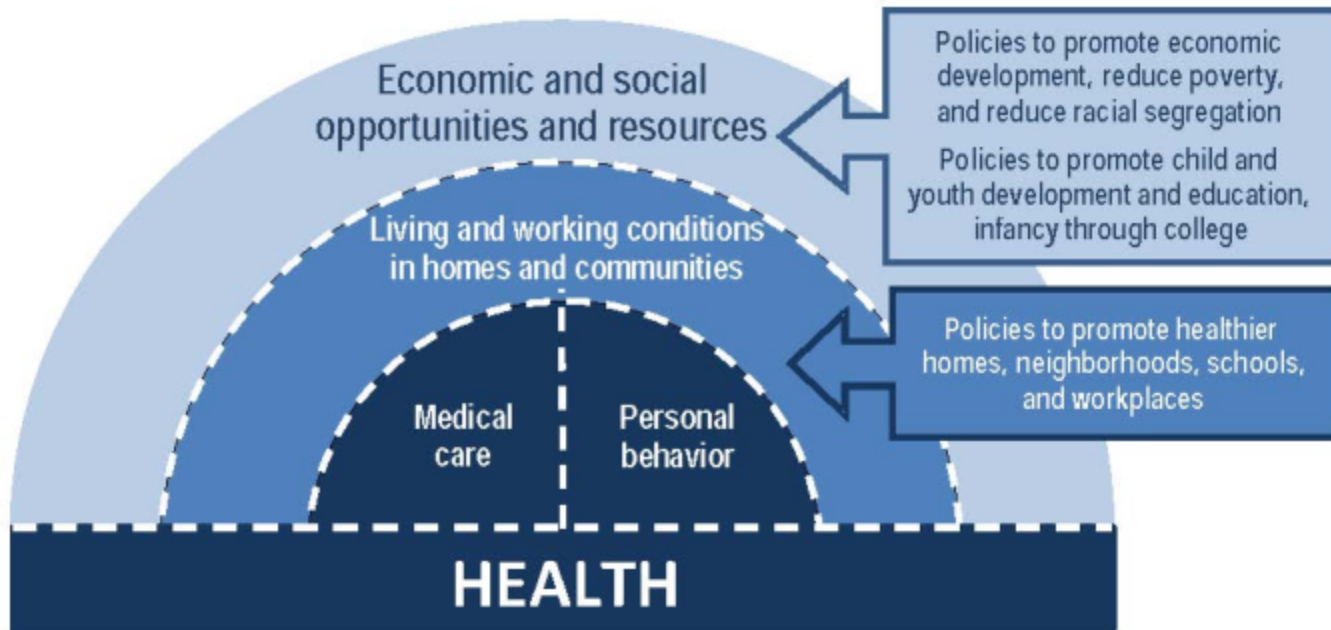 Economic and social
opportunities and resources
Living and working conditions
in homes and communities
Medical
care
Personal
behavior
HEALTH
Policies to promote economic
development, reduce poverty,
and reduce racial segregation
Policies to promote child and
youth development and education,
infancy through college
Policies to promote healthier
homes, neighborhoods, schools,
and workplaces